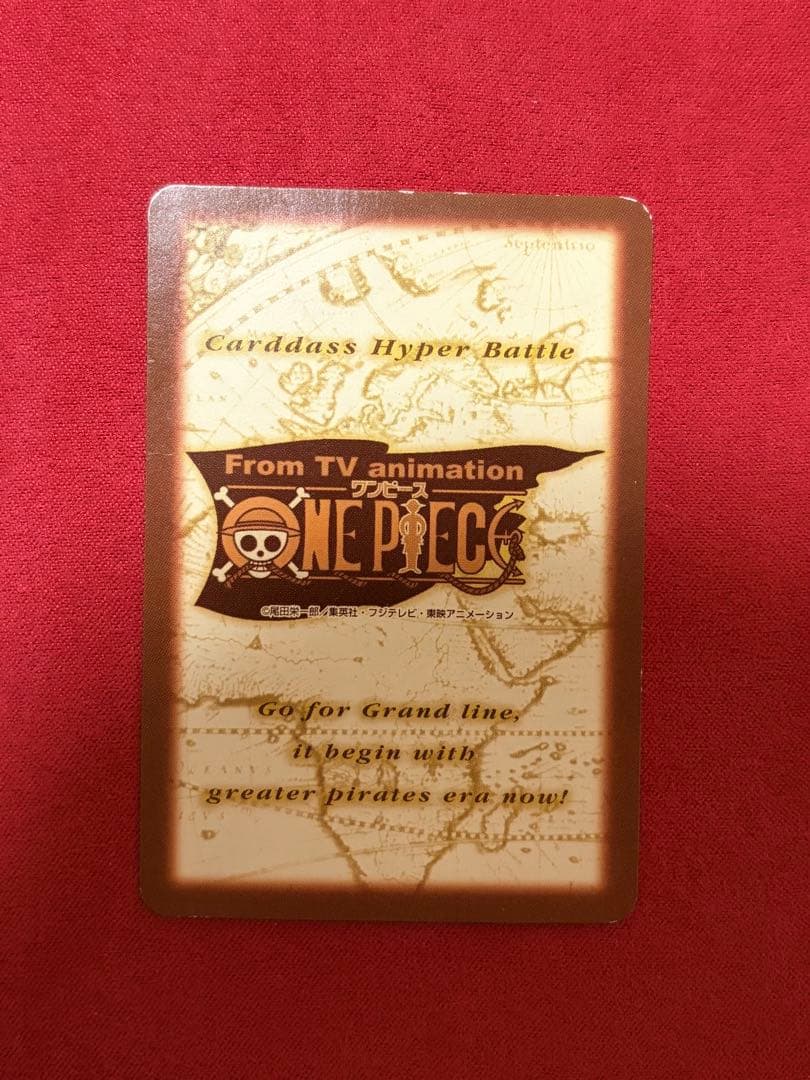 Septentrio
Carddass Hyper Battle
From TV animation
ワンピース
ONE PIECE
©尾田栄一郎／集英社・フジテレビ・東映アニメーション
Go for Grand line,
it begin with
greater pirates era now!